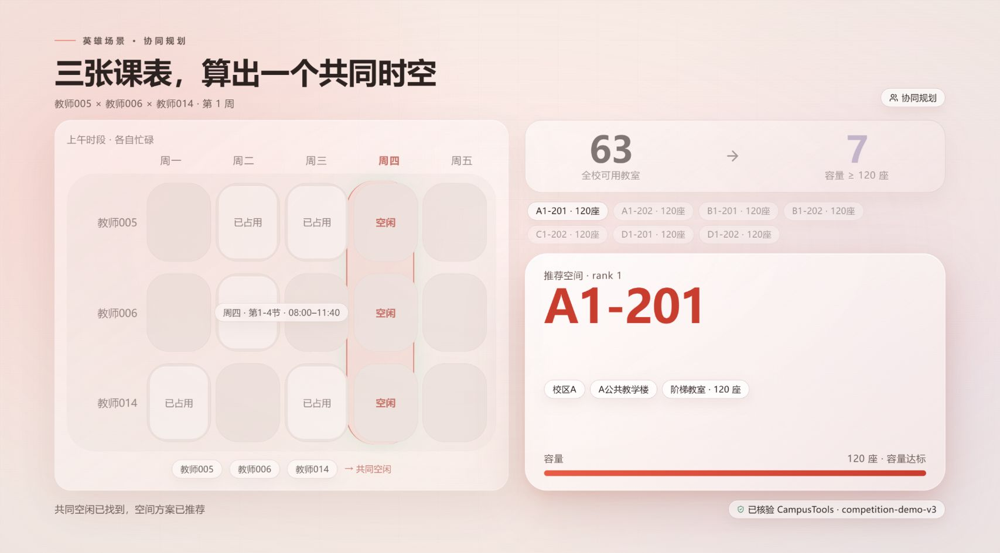 英雄场景 • 协同规划
三张课表，算出一个共同时空
教师005 × 教师006 × 教师014 · 第 1 周
协同规划
上午时段 · 各自忙碌
周一 周二 周三 周四 周五
教师005 已占用 已占用 空闲
教师006 周四 · 第1-4节 · 08:00–11:40 空闲
教师014 已占用 已占用 空闲
教师005 教师006 教师014 → 共同空闲
63 → 7
全校可用教室 容量 ≥ 120 座
A1-201 · 120座 A1-202 · 120座 B1-201 · 120座 B1-202 · 120座
C1-202 · 120座 D1-201 · 120座 D1-202 · 120座
推荐空间 · rank 1
A1-201
校区A A公共教学楼 阶梯教室 · 120 座
容量 120 座 · 容量达标
共同空闲已找到，空间方案已推荐
已核验 CampusTools · competition-demo-v3